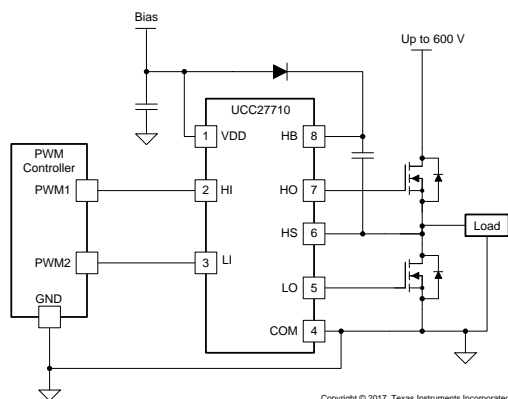 Bias
Up to 600 V
UCC27710
1 VDD
HB 8
PWM
Controller
PWM1
2 HI
HO 7
HS 6
Load
PWM2
3 LI
LO 5
GND
COM 4
Copyright © 2017, Texas Instruments Incorporated